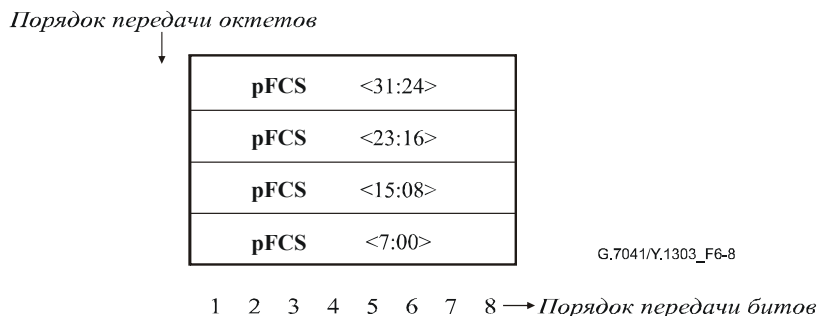 Порядок передачи октетов
pFCS <31:24>
pFCS <23:16>
pFCS <15:08>
pFCS <7:00>
G.7041/Y.1303_F6-8
1 2 3 4 5 6 7 8 Порядок передачи битов